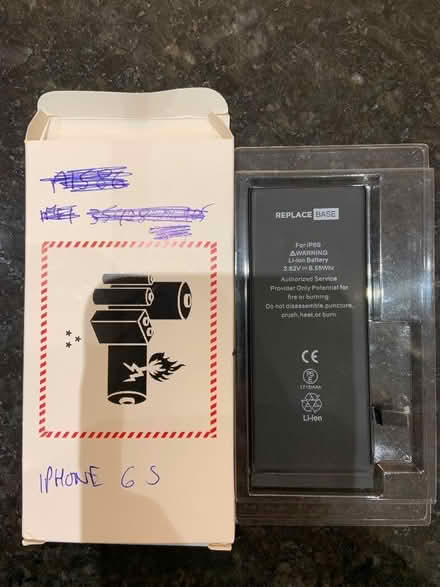 IPHONE 6 S
REPLACE BASE
For iP6S
WARNING
Li-ion Battery
3.82V 6.55Whr
Authorized Service
Provider Only Potential for
fire or burning.
Do not disassemble,puncture,
crush,heat,or burn
CE
1715mAh
Li-ion